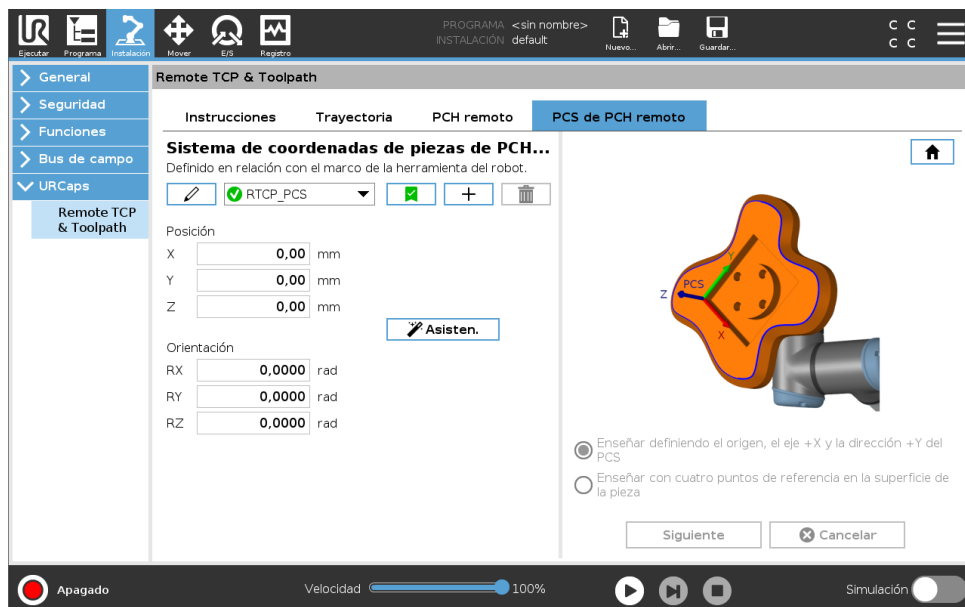 PROGRAMA <sin nombre>
INSTALACIÓN default
Ejecutar Programa Instalación Mover E/S Registro Nuevo... Abrir... Guardar...
C C
C C
General
Seguridad
Funciones
Bus de campo
URCaps
Remote TCP
& Toolpath
Remote TCP & Toolpath
Instrucciones Trayectoria PCH remoto PCS de PCH remoto
Sistema de coordenadas de piezas de PCH...
Definido en relación con el marco de la herramienta del robot.
RTCP_PCS
Posición
X 0,00 mm
Y 0,00 mm
Z 0,00 mm
Asisten.
Orientación
RX 0,0000 rad
RY 0,0000 rad
RZ 0,0000 rad
Y
PCS
Z
X
Enseñar definiendo el origen, el eje +X y la dirección +Y del
PCS
Enseñar con cuatro puntos de referencia en la superficie de
la pieza
Siguiente Cancelar
Apagado Velocidad 100% Simulación